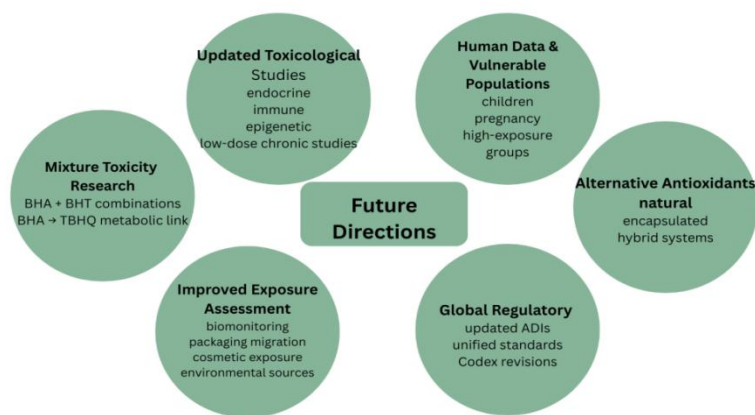 Updated Toxicological
Studies
endocrine
immune
epigenetic
low-dose chronic studies
Human Data &
Vulnerable
Populations
children
pregnancy
high-exposure
groups
Mixture Toxicity
Research
BHA + BHT combinations
BHA → TBHQ metabolic link
Future
Directions
Alternative Antioxidants
natural
encapsulated
hybrid systems
Improved Exposure
Assessment
biomonitoring
packaging migration
cosmetic exposure
environmental sources
Global Regulatory
updated ADIs
unified standards
Codex revisions